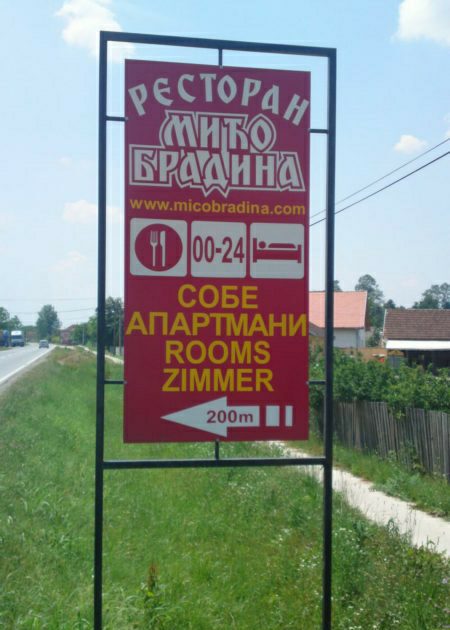 РЕСТОРАН
МИЋО
БРАДИНА
www.micobradina.com
00-24
СОБЕ
АПАРТМАНИ
ROOMS
ZIMMER
200m